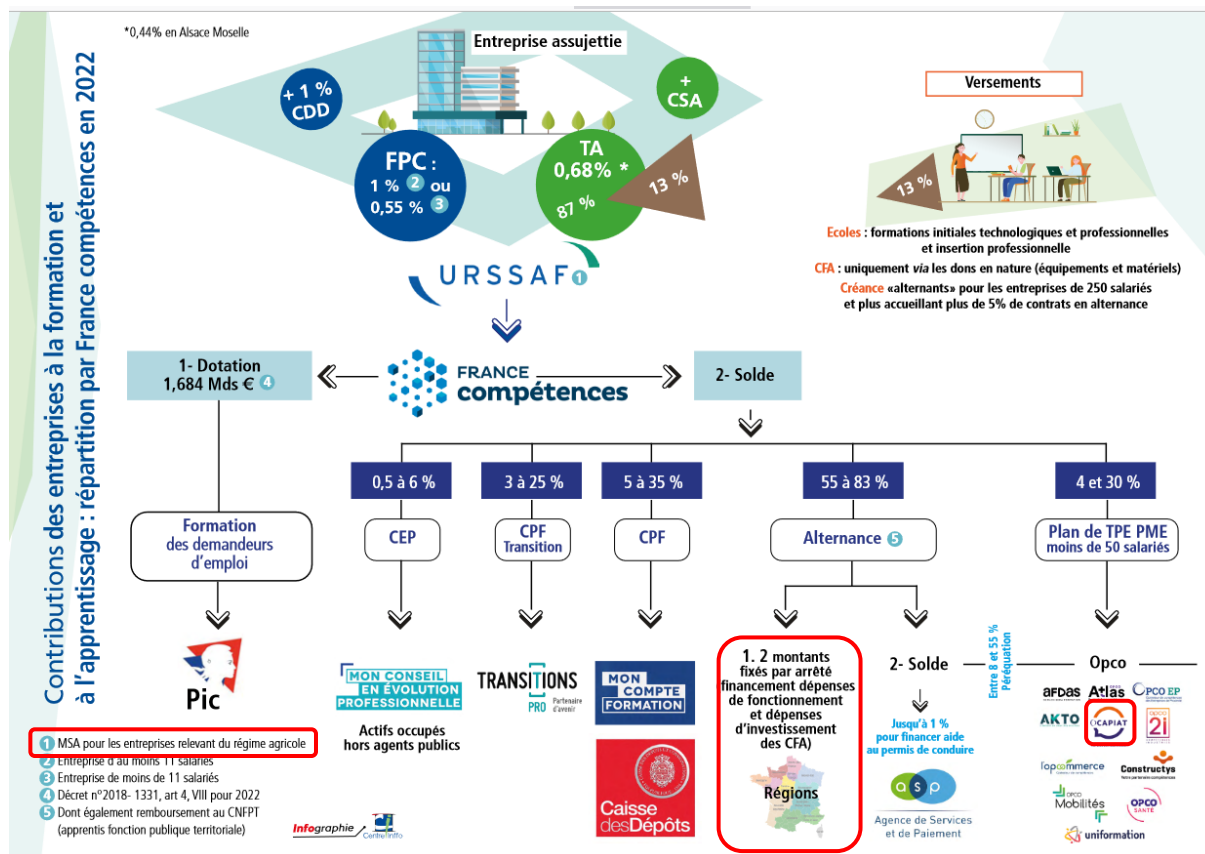 Contributions des entreprises à la formation et
à l'apprentissage : répartition par France compétences en 2022
*0,44% en Alsace Moselle
Entreprise assujettie
+ 1 %
CDD
+
CSA
FPC :
1 % 2 ou
0,55 % 3
TA
0,68% *
87 %
13 %
URSSAF 1
Versements
13 %
Ecoles : formations initiales technologiques et professionnelles
et insertion professionnelle
CFA : uniquement via les dons en nature (équipements et matériels)
Créance «alternants» pour les entreprises de 250 salariés
et plus accueillant plus de 5% de contrats en alternance
1- Dotation
1,684 Mds € 4
FRANCE
compétences
2- Solde
0,5 à 6 %
3 à 25 %
5 à 35 %
55 à 83 %
4 et 30 %
Formation
des demandeurs
d'emploi
CEP
CPF
Transition
CPF
Alternance 5
Plan de TPE PME
moins de 50 salariés
Pic
MON CONSEIL
EN ÉVOLUTION
PROFESSIONNELLE
Actifs occupés
hors agents publics
TRANSITIONS
PRO
Partenaire
d'avenir
MON
COMPTE
FORMATION
Caisse
des Dépôts
1. 2 montants
fixés par arrêté
financement dépenses
de fonctionnement
et dépenses
d'investissement
des CFA)
Régions
2- Solde
Jusqu'à 1 %
pour financer aide
au permis de conduire
asp
Agence de Services
et de Paiement
Entre 8 et 55 %
Péréquation
Opco
afdas
Atlas
OPCO EP
AKTO
OCAPIAT
opco
2i
l'opcommerce
Constructys
OPCO
Mobilités
OPCO
SANTÉ
uniformation
1 MSA pour les entreprises relevant du régime agricole
2 Entreprise d'au moins 11 salariés
3 Entreprise de moins de 11 salariés
4 Décret n°2018- 1331, art 4, VIII pour 2022
5 Dont également remboursement au CNFPT
(apprentis fonction publique territoriale)
Infographie
Centre Inffo